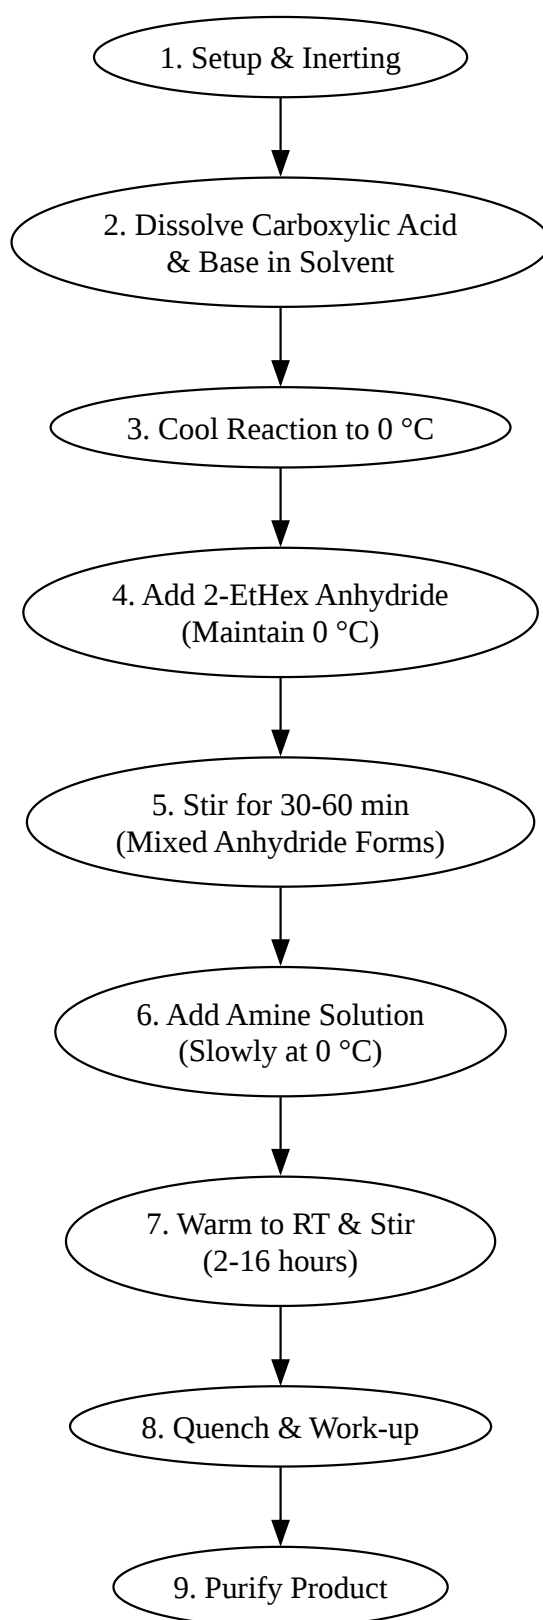 1. Setup & Inerting
2. Dissolve Carboxylic Acid
& Base in Solvent
3. Cool Reaction to 0 °C
4. Add 2-EtHex Anhydride
(Maintain 0 °C)
5. Stir for 30-60 min
(Mixed Anhydride Forms)
6. Add Amine Solution
(Slowly at 0 °C)
7. Warm to RT & Stir
(2-16 hours)
8. Quench & Work-up
9. Purify Product